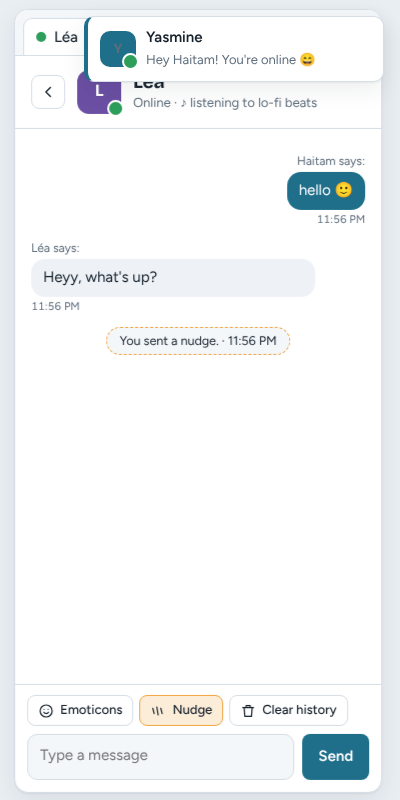 Léa
Y
Yasmine
Hey Haitam! You're online 😄
L
Léa
Online · ♪ listening to lo-fi beats
Haitam says:
hello 🙂
11:56 PM
Léa says:
Heyy, what's up?
11:56 PM
You sent a nudge. · 11:56 PM
Emoticons
Nudge
Clear history
Type a message
Send